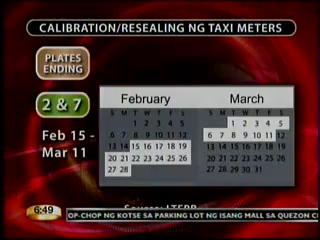 CALIBRATION/RESEALING NG TAXI METERS
PLATES
ENDING
2 & 7
Feb 15 -
Mar 11
February
S M T W T F S
1 2 3 4 5
6 7 8 9 10 11 12
13 14 15 16 17 18 19
20 21 22 23 24 25 26
27 28
March
S M T W T F S
1 2 3 4 5
6 7 8 9 10 11 12
13 14 15 16 17 18 19
20 21 22 23 24 25 26
27 28 29 30 31
Source: LTFRB
6:49
OP-CHOP NG KOTSE SA PARKING LOT NG ISANG MALL SA QUEZON C